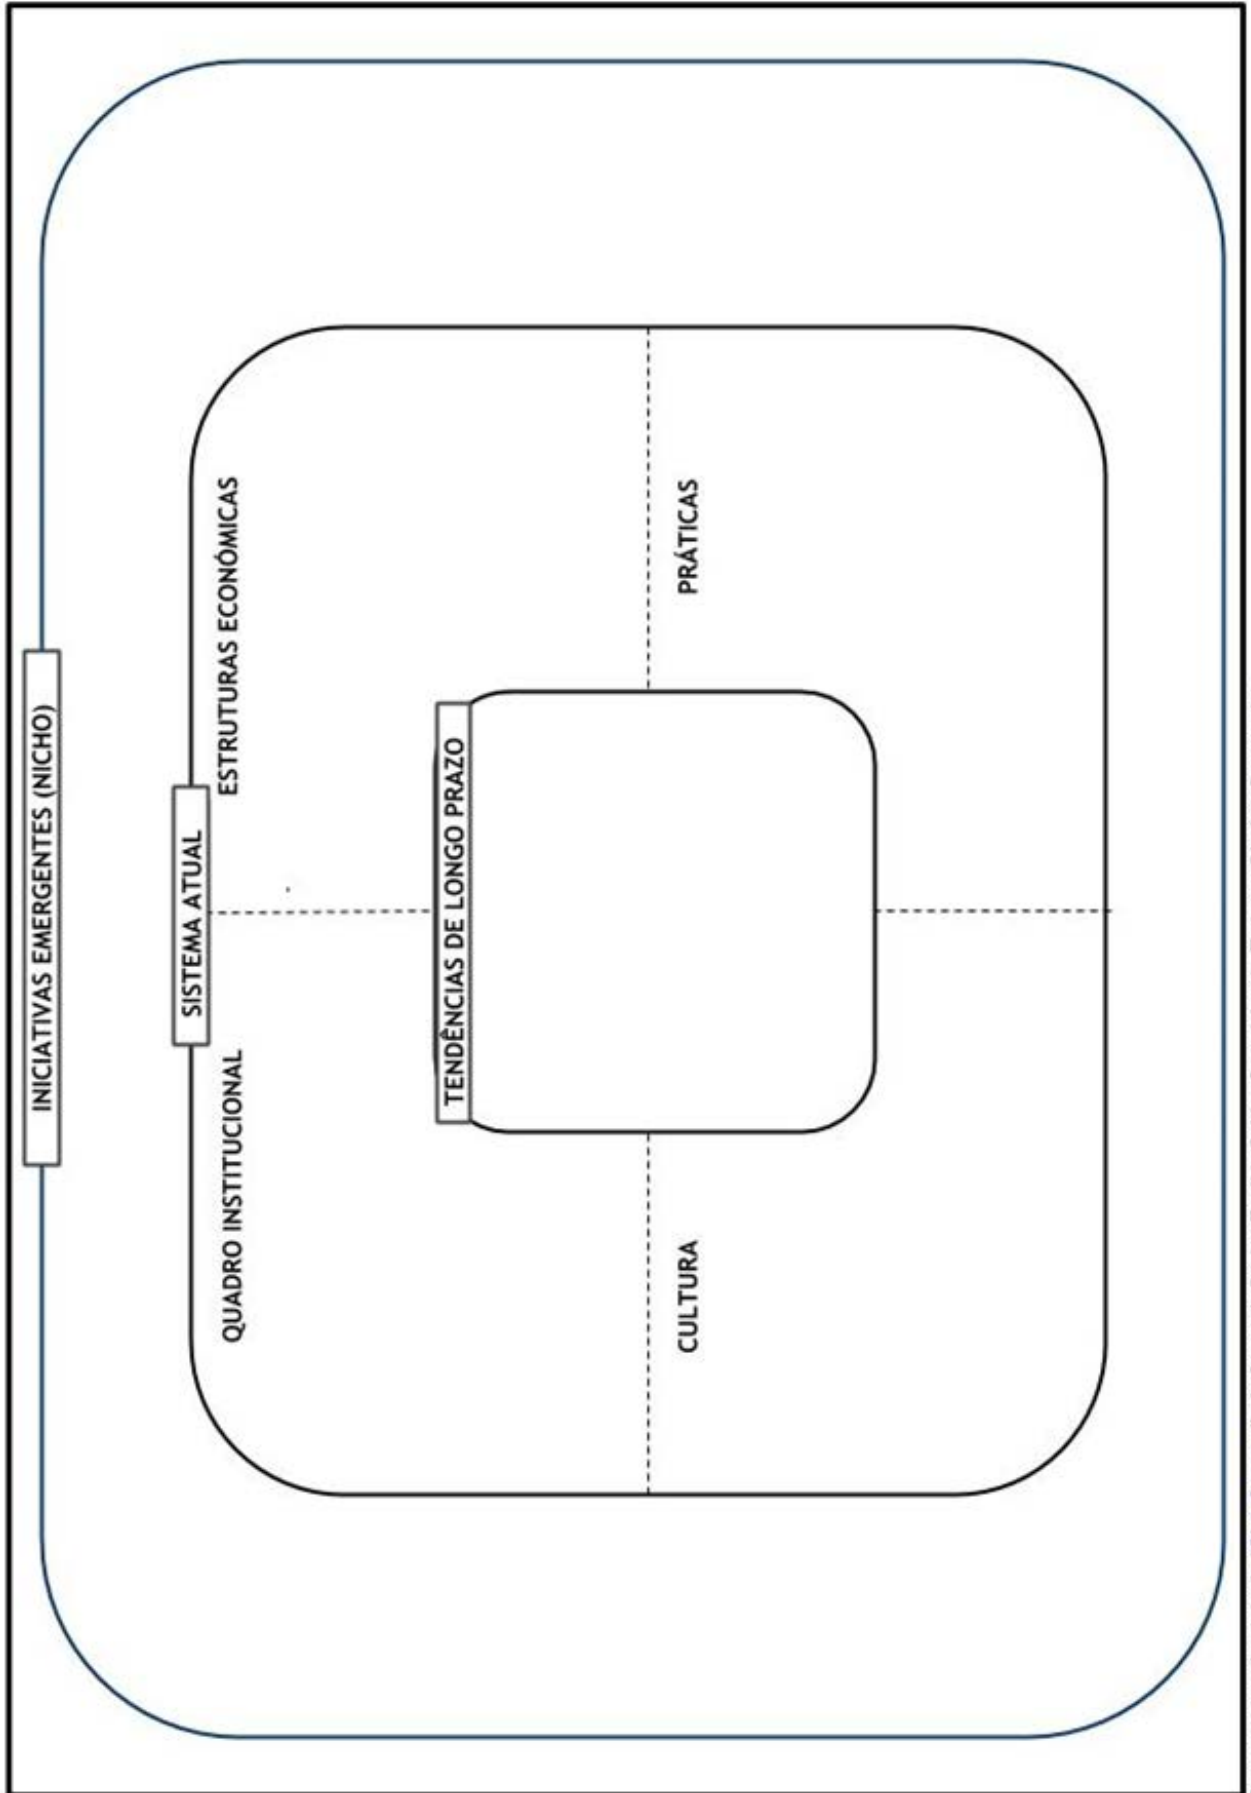 INICIATIVAS EMERGENTES (NICHO)
SISTEMA ATUAL
QUADRO INSTITUCIONAL
ESTRUTURAS ECONÓMICAS
TENDÊNCIAS DE LONGO PRAZO
CULTURA
PRÁTICAS